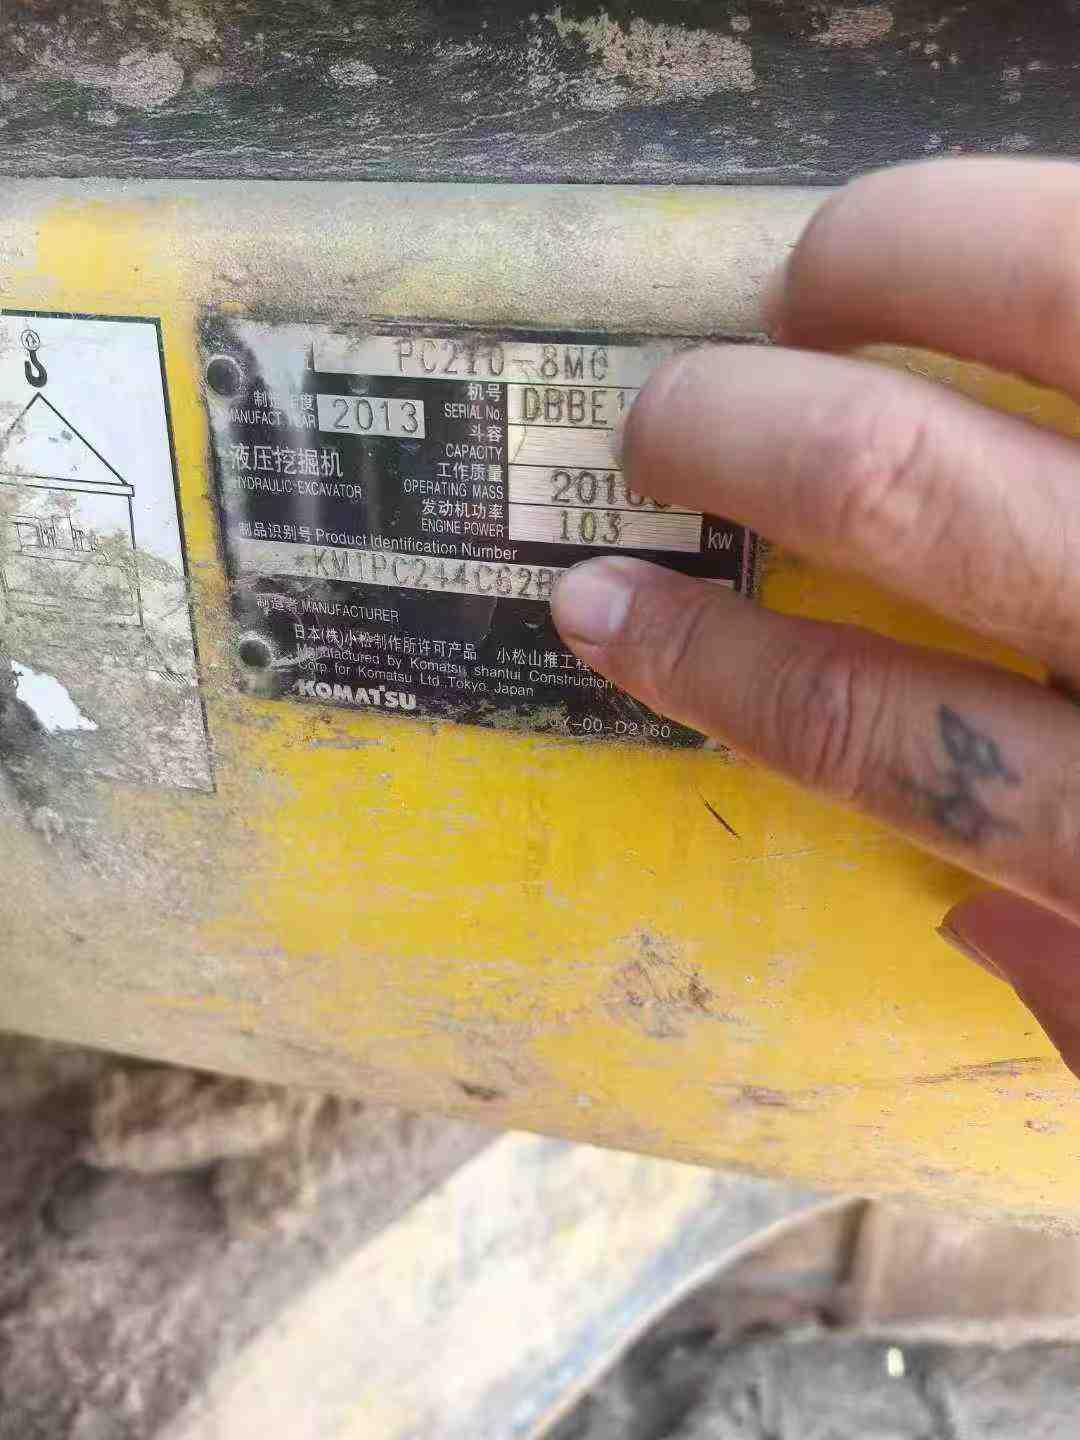 PC210-8M0
制造年度 MANUFACT. YEAR 2013
机号 SERIAL No. DBBE1
斗容 CAPACITY
液压挖掘机
HYDRAULIC EXCAVATOR
工作质量 OPERATING MASS 2010
发动机功率 ENGINE POWER 103 kw
制品识别号 Product Identification Number
*KMTPC244C62B
制造者 MANUFACTURER
日本(株)小松制作所许可产品 小松山推工程
Manufactured by Komatsu shantui Construction
Corp. for Komatsu Ltd. Tokyo. Japan
KOMATSU
Y-00-D2160